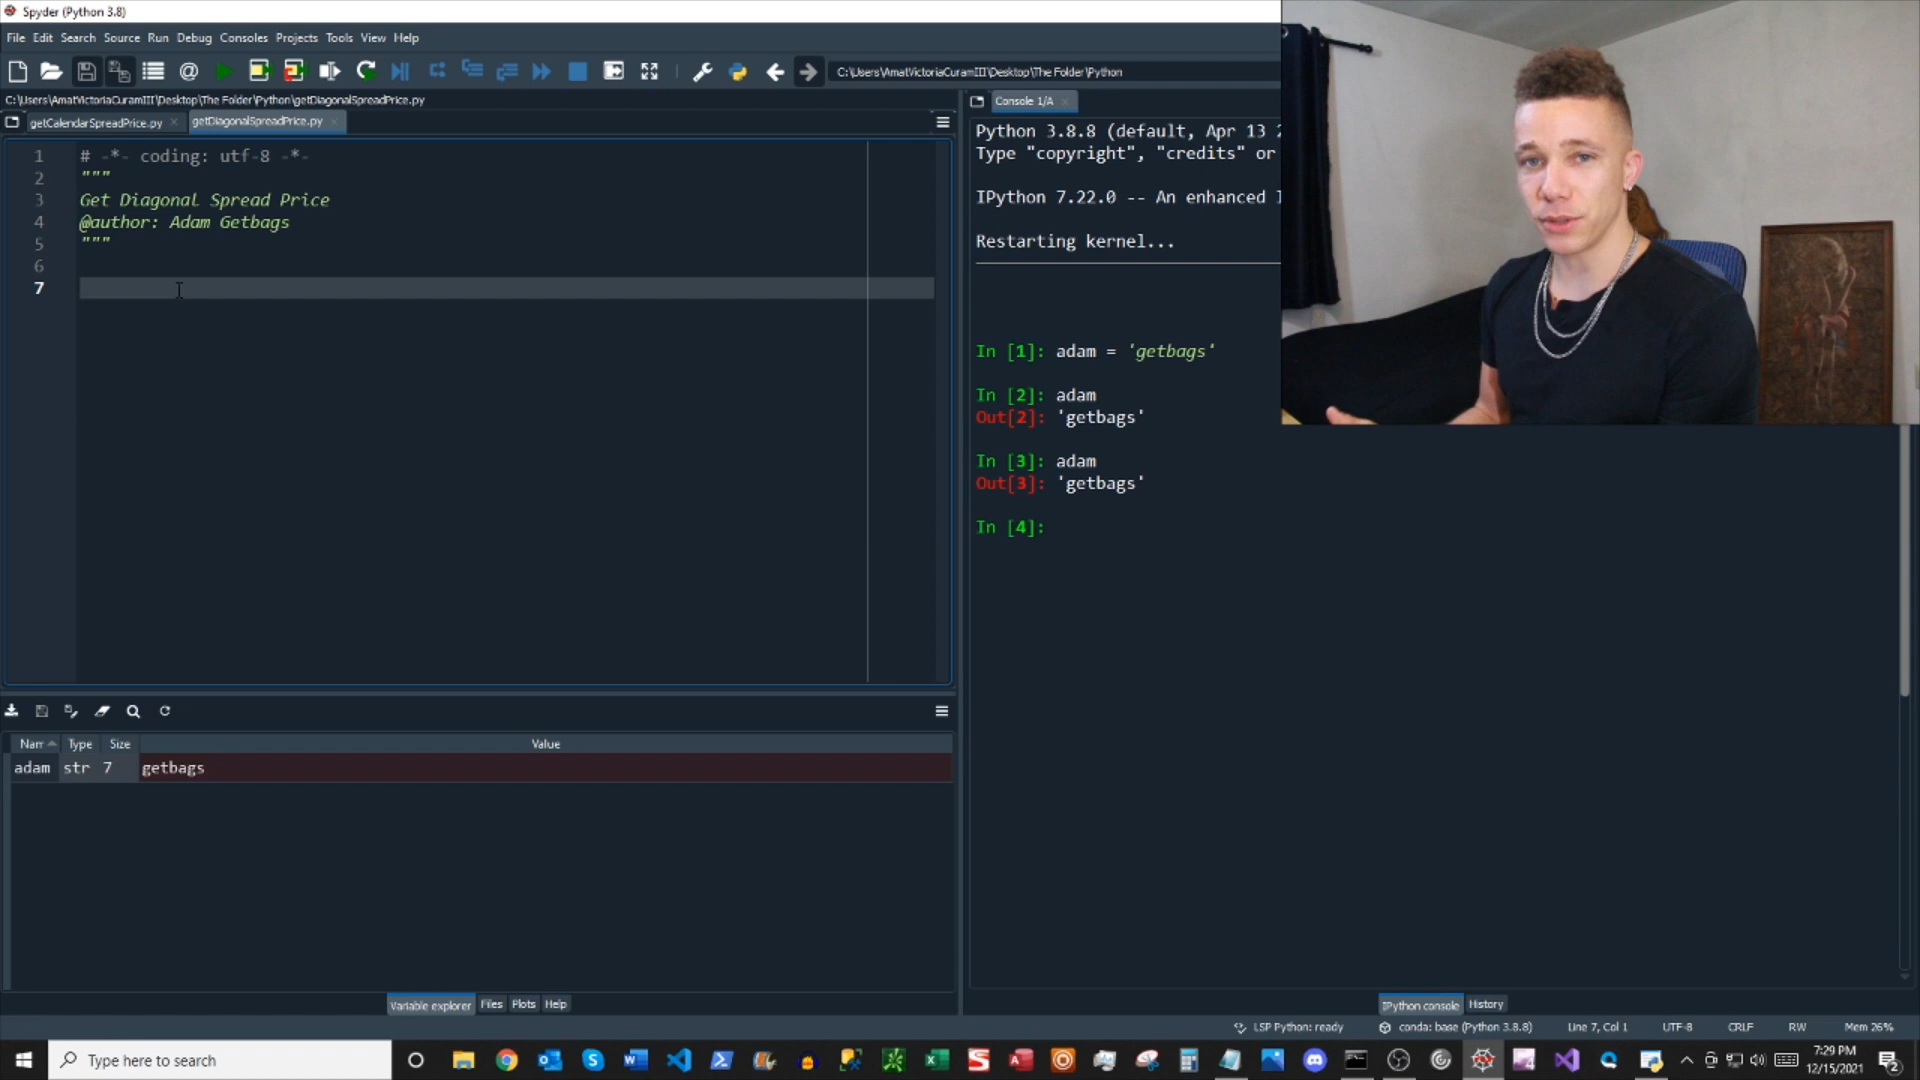 Spyder (Python 3.8)
File Edit Search Source Run Debug Consoles Projects Tools View Help
C:\Users\AmatVictoriaCuramIII\Desktop\The Folder\Python
C:\Users\AmatVictoriaCuramIII\Desktop\The Folder\Python\getDiagonalSpreadPrice.py
getCalendarSpreadPrice.py
getDiagonalSpreadPrice.py
1 # -*- coding: utf-8 -*-
2 """
3 Get Diagonal Spread Price
4 @author: Adam Getbags
5 """
6
7
Narr Type Size Value
adam str 7 getbags
Variable explorer Files Plots Help
Console 1/A
Python 3.8.8 (default, Apr 13 2
Type "copyright", "credits" or
IPython 7.22.0 -- An enhanced I
Restarting kernel...
In [1]: adam = 'getbags'
In [2]: adam
Out[2]: 'getbags'
In [3]: adam
Out[3]: 'getbags'
In [4]:
IPython console History
LSP Python: ready conda: base (Python 3.8.8) Line 7, Col 1 UTF-8 CRLF RW Mem 26%
Type here to search
7:29 PM
12/15/2021
2